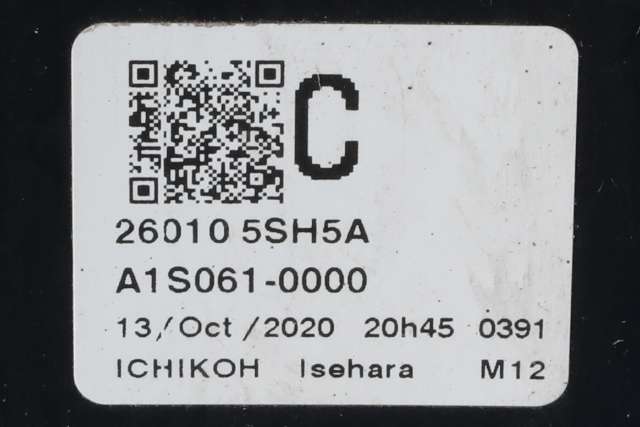 C
26010 5SH5A
A1S061-0000
13/Oct/2020 20h45 0391
ICHIKOH Isehara M12